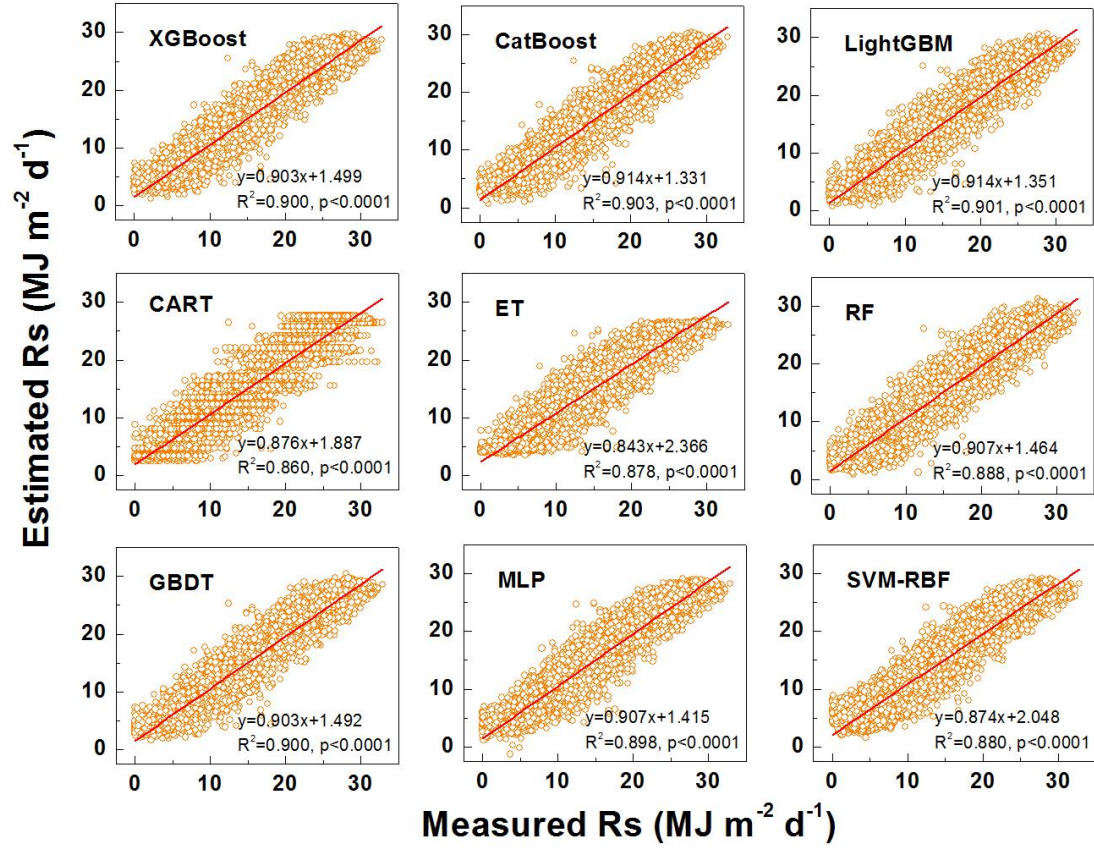 Estimated Rs (MJ m⁻² d⁻¹)
XGBoost
30
20
10
0
y=0.903x+1.499
R²=0.900, p<0.0001
0 10 20 30
CatBoost
30
20
10
0
y=0.914x+1.331
R²=0.903, p<0.0001
0 10 20 30
LightGBM
30
20
10
0
y=0.914x+1.351
R²=0.901, p<0.0001
0 10 20 30
CART
30
20
10
0
y=0.876x+1.887
R²=0.860, p<0.0001
0 10 20 30
ET
30
20
10
0
y=0.843x+2.366
R²=0.878, p<0.0001
0 10 20 30
RF
30
20
10
0
y=0.907x+1.464
R²=0.888, p<0.0001
0 10 20 30
GBDT
30
20
10
0
y=0.903x+1.492
R²=0.900, p<0.0001
0 10 20 30
MLP
30
20
10
0
y=0.907x+1.415
R²=0.898, p<0.0001
0 10 20 30
SVM-RBF
30
20
10
0
y=0.874x+2.048
R²=0.880, p<0.0001
0 10 20 30
Measured Rs (MJ m⁻² d⁻¹)